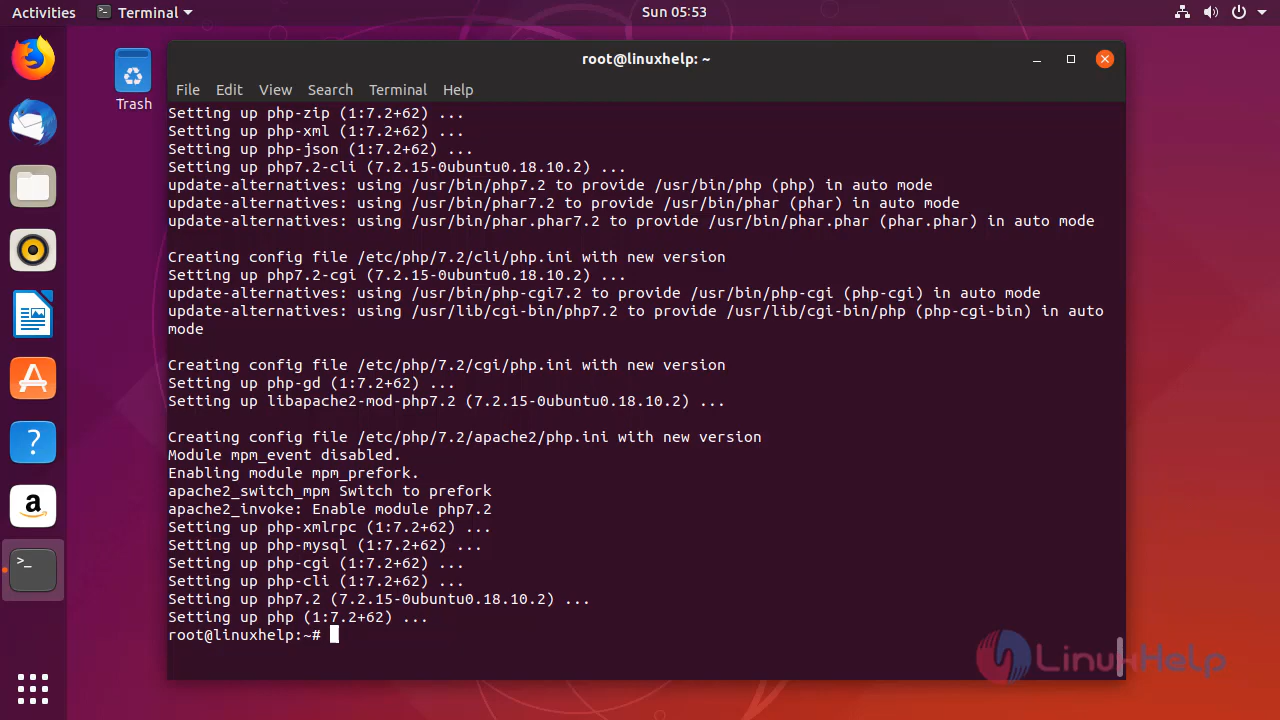 Activities Terminal Sun 05:53
root@linuxhelp: ~
Trash
File Edit View Search Terminal Help
Setting up php-zip (1:7.2+62) ...
Setting up php-xml (1:7.2+62) ...
Setting up php-json (1:7.2+62) ...
Setting up php7.2-cli (7.2.15-0ubuntu0.18.10.2) ...
update-alternatives: using /usr/bin/php7.2 to provide /usr/bin/php (php) in auto mode
update-alternatives: using /usr/bin/phar7.2 to provide /usr/bin/phar (phar) in auto mode
update-alternatives: using /usr/bin/phar.phar7.2 to provide /usr/bin/phar.phar (phar.phar) in auto mode
Creating config file /etc/php/7.2/cli/php.ini with new version
Setting up php7.2-cgi (7.2.15-0ubuntu0.18.10.2) ...
update-alternatives: using /usr/bin/php-cgi7.2 to provide /usr/bin/php-cgi (php-cgi) in auto mode
update-alternatives: using /usr/lib/cgi-bin/php7.2 to provide /usr/lib/cgi-bin/php (php-cgi-bin) in auto
mode
Creating config file /etc/php/7.2/cgi/php.ini with new version
Setting up php-gd (1:7.2+62) ...
Setting up libapache2-mod-php7.2 (7.2.15-0ubuntu0.18.10.2) ...
Creating config file /etc/php/7.2/apache2/php.ini with new version
Module mpm_event disabled.
Enabling module mpm_prefork.
apache2_switch_mpm Switch to prefork
apache2_invoke: Enable module php7.2
Setting up php-xmlrpc (1:7.2+62) ...
Setting up php-mysql (1:7.2+62) ...
Setting up php-cgi (1:7.2+62) ...
Setting up php-cli (1:7.2+62) ...
Setting up php7.2 (7.2.15-0ubuntu0.18.10.2) ...
Setting up php (1:7.2+62) ...
root@linuxhelp:~#
LinuxHelp